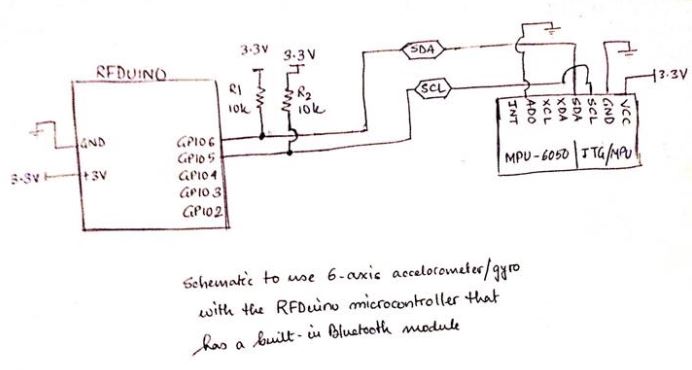 RFDUINO
GND
3.3V
+3V
GPIO6
GPIO5
GPIO4
GPIO3
GPIO2
3.3V
R1
10k
3.3V
R2
10k
SDA
SCL
3.3V
INT
ADO
XCL
XDA
SDA
SCL
GND
VCC
MPU-6050 | ITG/MPU
Schematic to use 6-axis accelorometer/gyro
with the RFDuino microcontroller that
has a built-in Bluetooth module